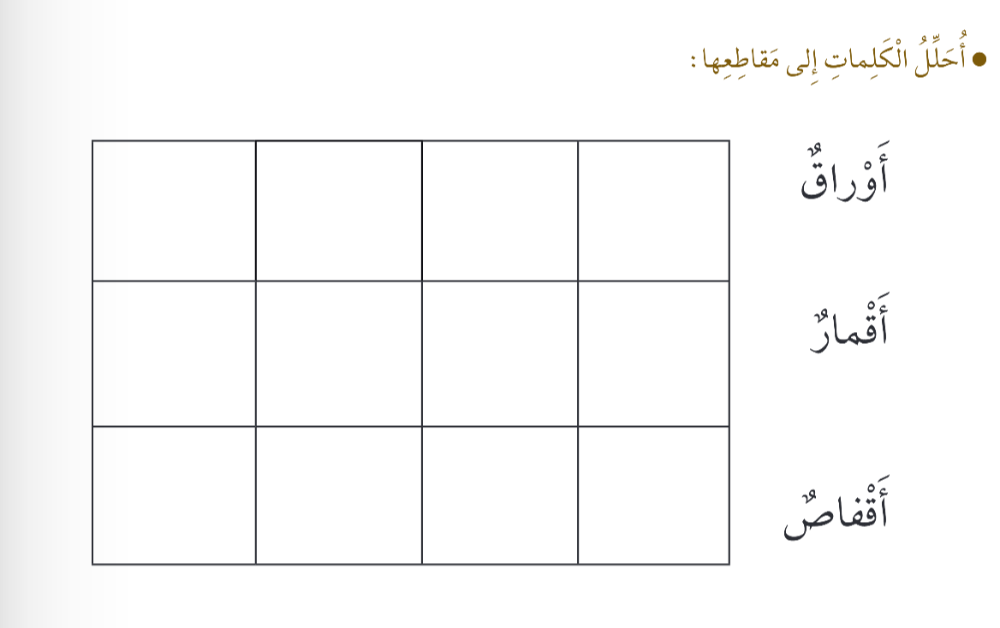 ● أُحَلِّلُ الْكَلِماتِ إِلى مَقاطِعِها :
أَوْراقٌ
أَقْمارٌ
أَقْفاصٌ